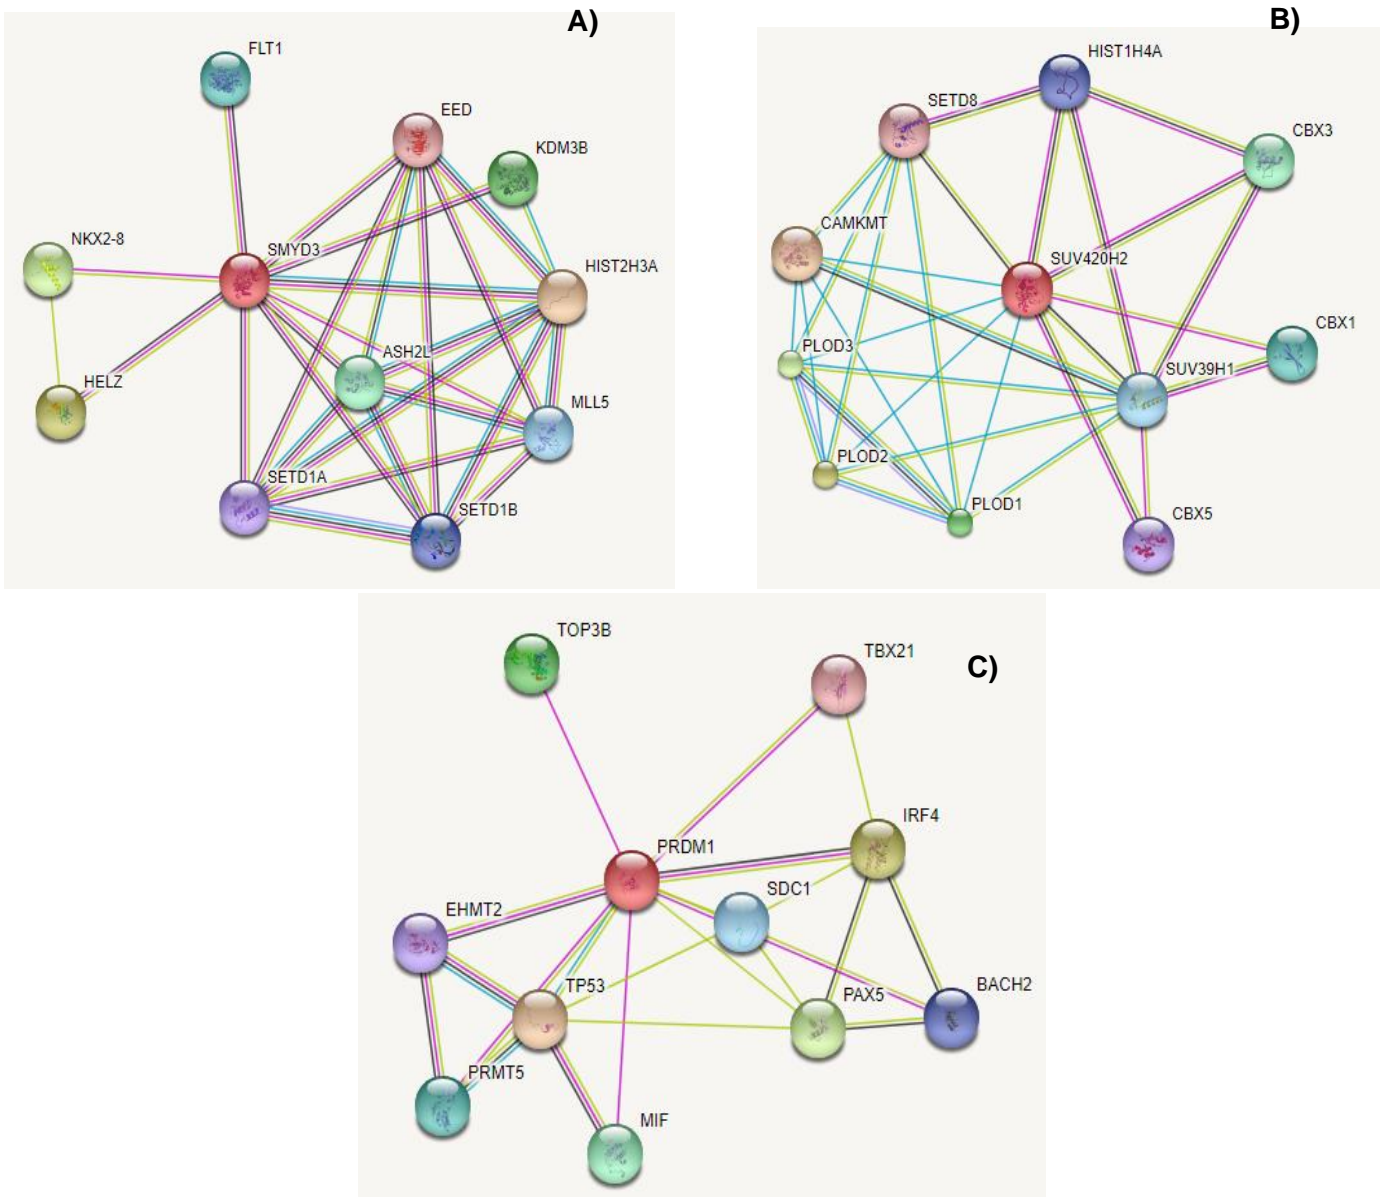 A)
FLT1
EED
KDM3B
NKX2-8
SMYD3
HIST2H3A
ASH2L
HELZ
MLL5
SETD1A
SETD1B
B)
HIST1H4A
SETD8
CBX3
CAMKMT
SUV420H2
CBX1
PLOD3
SUV39H1
PLOD2
PLOD1
CBX5
C)
TOP3B
TBX21
IRF4
PRDM1
SDC1
EHMT2
TP53
PAX5
BACH2
PRMT5
MIF